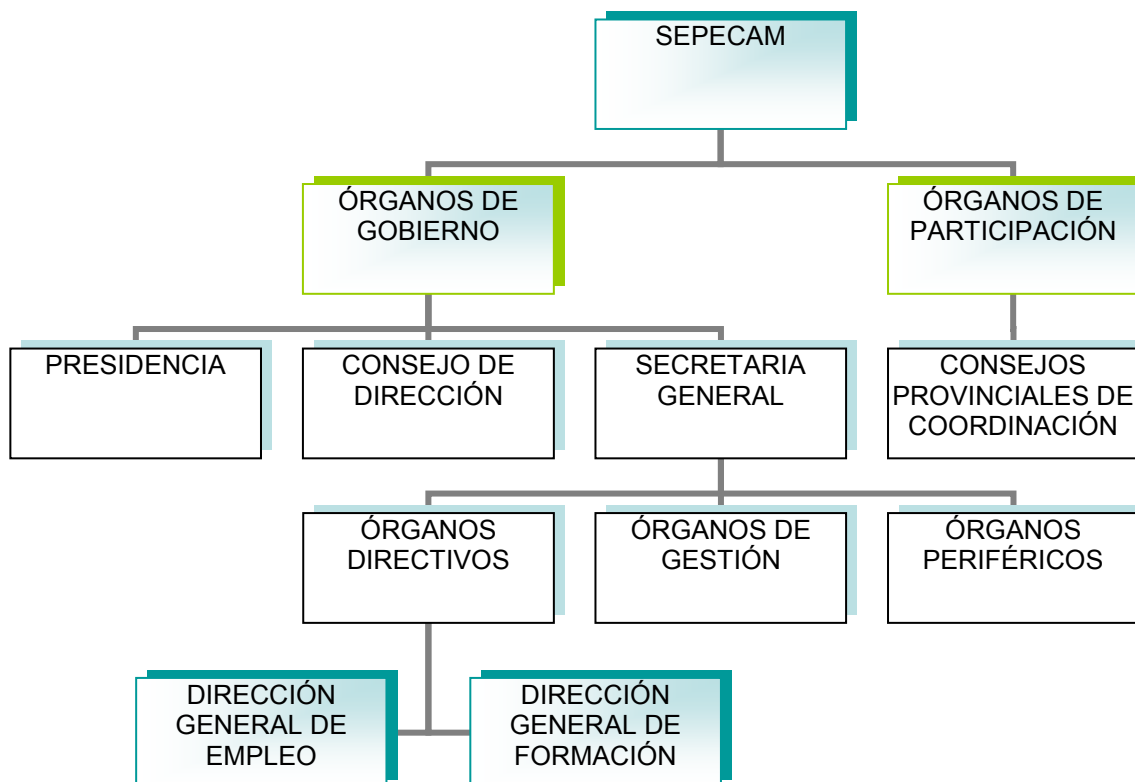 SEPECAM
ÓRGANOS DE
GOBIERNO
ÓRGANOS DE
PARTICIPACIÓN
PRESIDENCIA
CONSEJO DE
DIRECCIÓN
SECRETARIA
GENERAL
CONSEJOS
PROVINCIALES DE
COORDINACIÓN
ÓRGANOS
DIRECTIVOS
ÓRGANOS DE
GESTIÓN
ÓRGANOS
PERIFÉRICOS
DIRECCIÓN
GENERAL DE
EMPLEO
DIRECCIÓN
GENERAL DE
FORMACIÓN